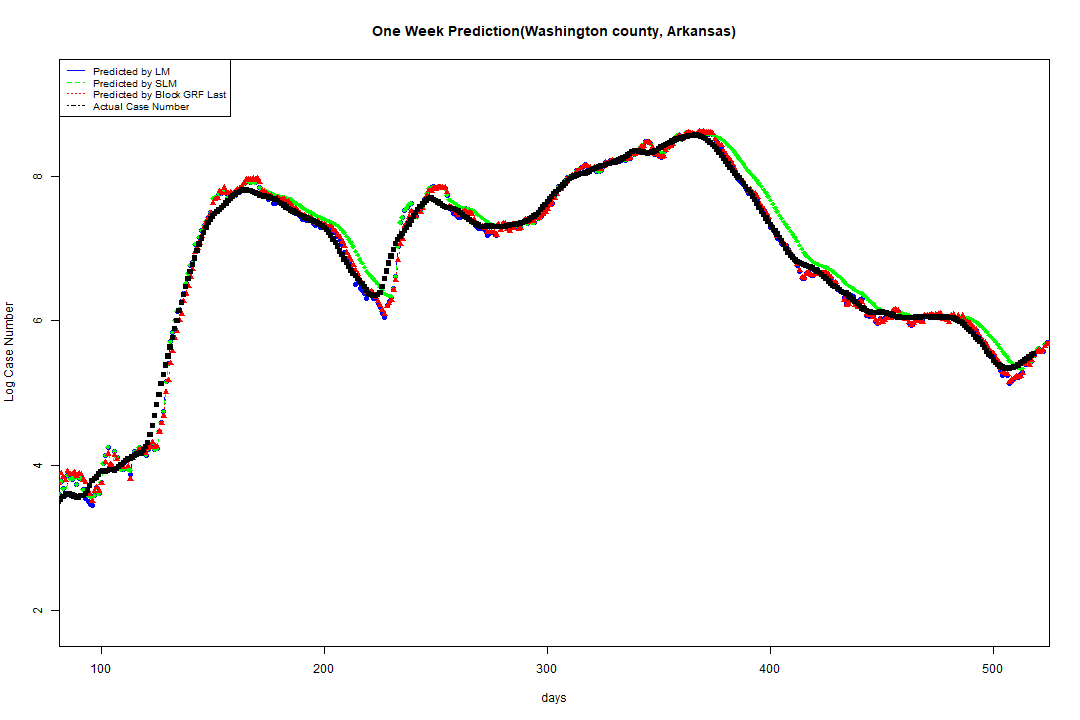 One Week Prediction(Washington county, Arkansas)
Predicted by LM
Predicted by SLM
Predicted by Block GRF Last
Actual Case Number
8
6
4
2
Log Case Number
100 200 300 400 500
days